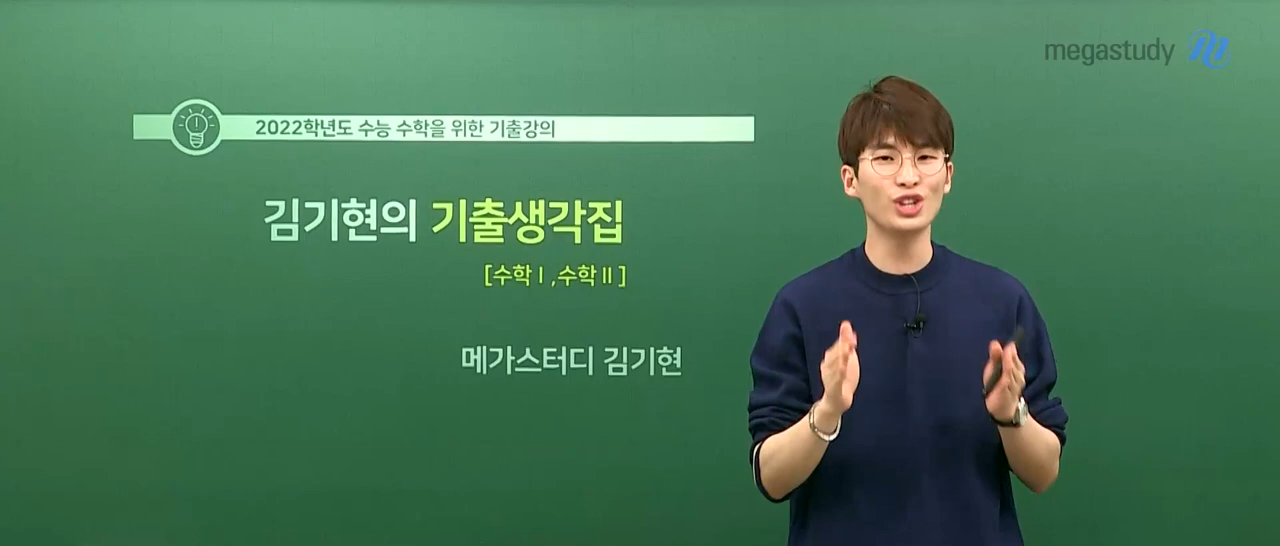 megastudy
2022학년도 수능 수학을 위한 기출강의
김기현의 기출생각집
[수학 I , 수학 II ]
메가스터디 김기현